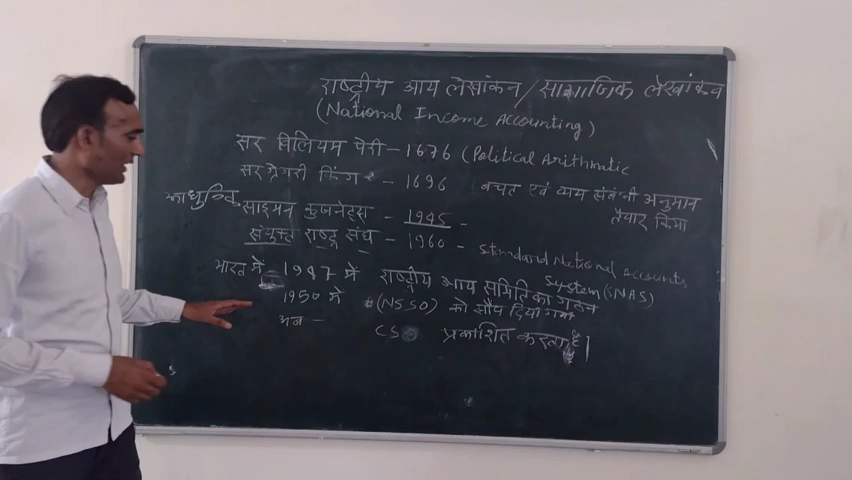 राष्ट्रीय आय लेखांकन / सामाजिक लेखांकन
(National Income Accounting)
सर विलियम पेटी - 1676 (Political Arithmatic
सर ग्रेगरी किंग - 1696 बचत एवं व्यय संबंधी अनुमान
तैयार किया
आधुनिक साइमन कुजनेट्स - 1945 -
संयुक्त राष्ट्र संघ - 1960 - Standard National Accounts
System (SNAS)
भारत में - 1947 में राष्ट्रीय आय समिति का गठन
1950 में (NSSO) को सौंप दिया गया
अब - CSO प्रकाशित करता है|